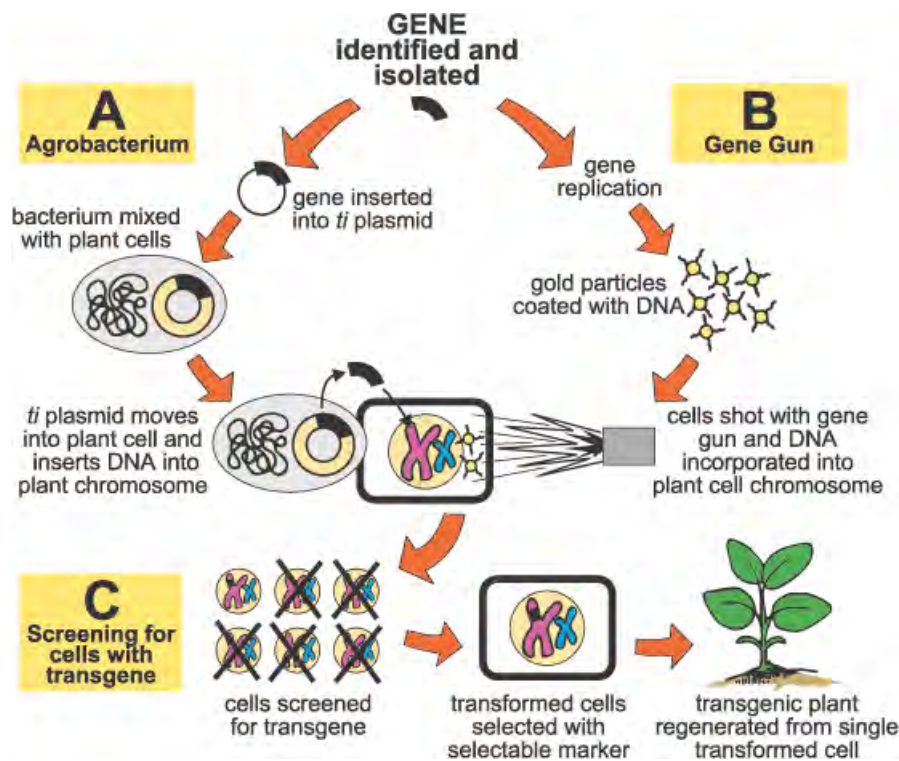 GENE
identified and
isolated
A
Agrobacterium
B
Gene Gun
gene inserted
into ti plasmid
gene
replication
bacterium mixed
with plant cells
gold particles
coated with DNA
ti plasmid moves
into plant cell and
inserts DNA into
plant chromosome
cells shot with gene
gun and DNA
incorporated into
plant cell chromosome
C
Screening for
cells with
transgene
cells screened
for transgene
transformed cells
selected with
selectable marker
transgenic plant
regenerated from single
transformed cell